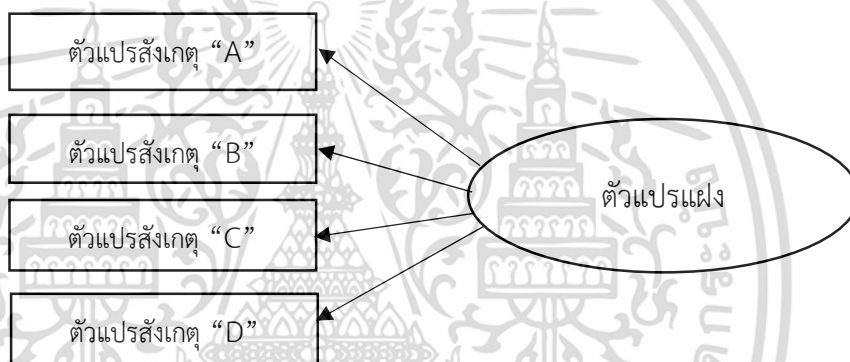 ตัวแปรสังเกตุ “A”
ตัวแปรสังเกตุ “B”
ตัวแปรสังเกตุ “C”
ตัวแปรสังเกตุ “D”
ตัวแปรแฝง